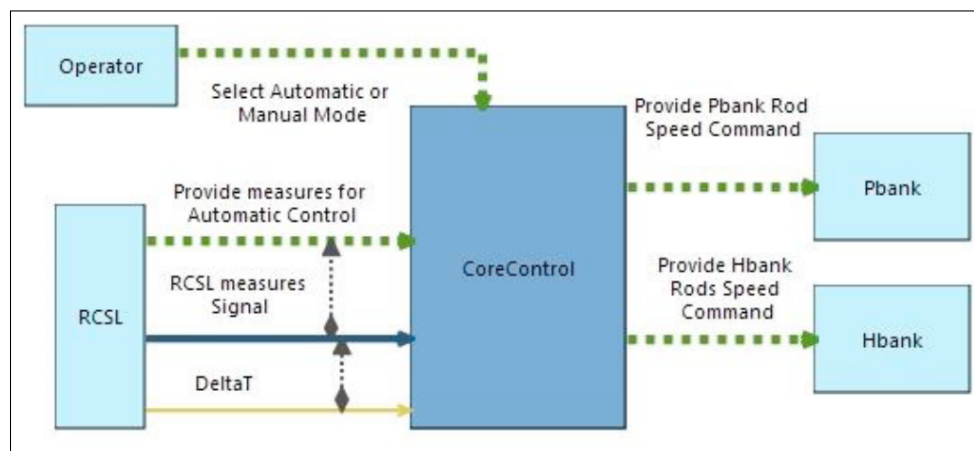 Operator
Select Automatic or
Manual Mode
Provide Pbank Rod
Speed Command
Pbank
Provide measures for
Automatic Control
CoreControl
RCSL measures
Signal
RCSL
Provide Hbank
Rods Speed
Command
Hbank
DeltaT